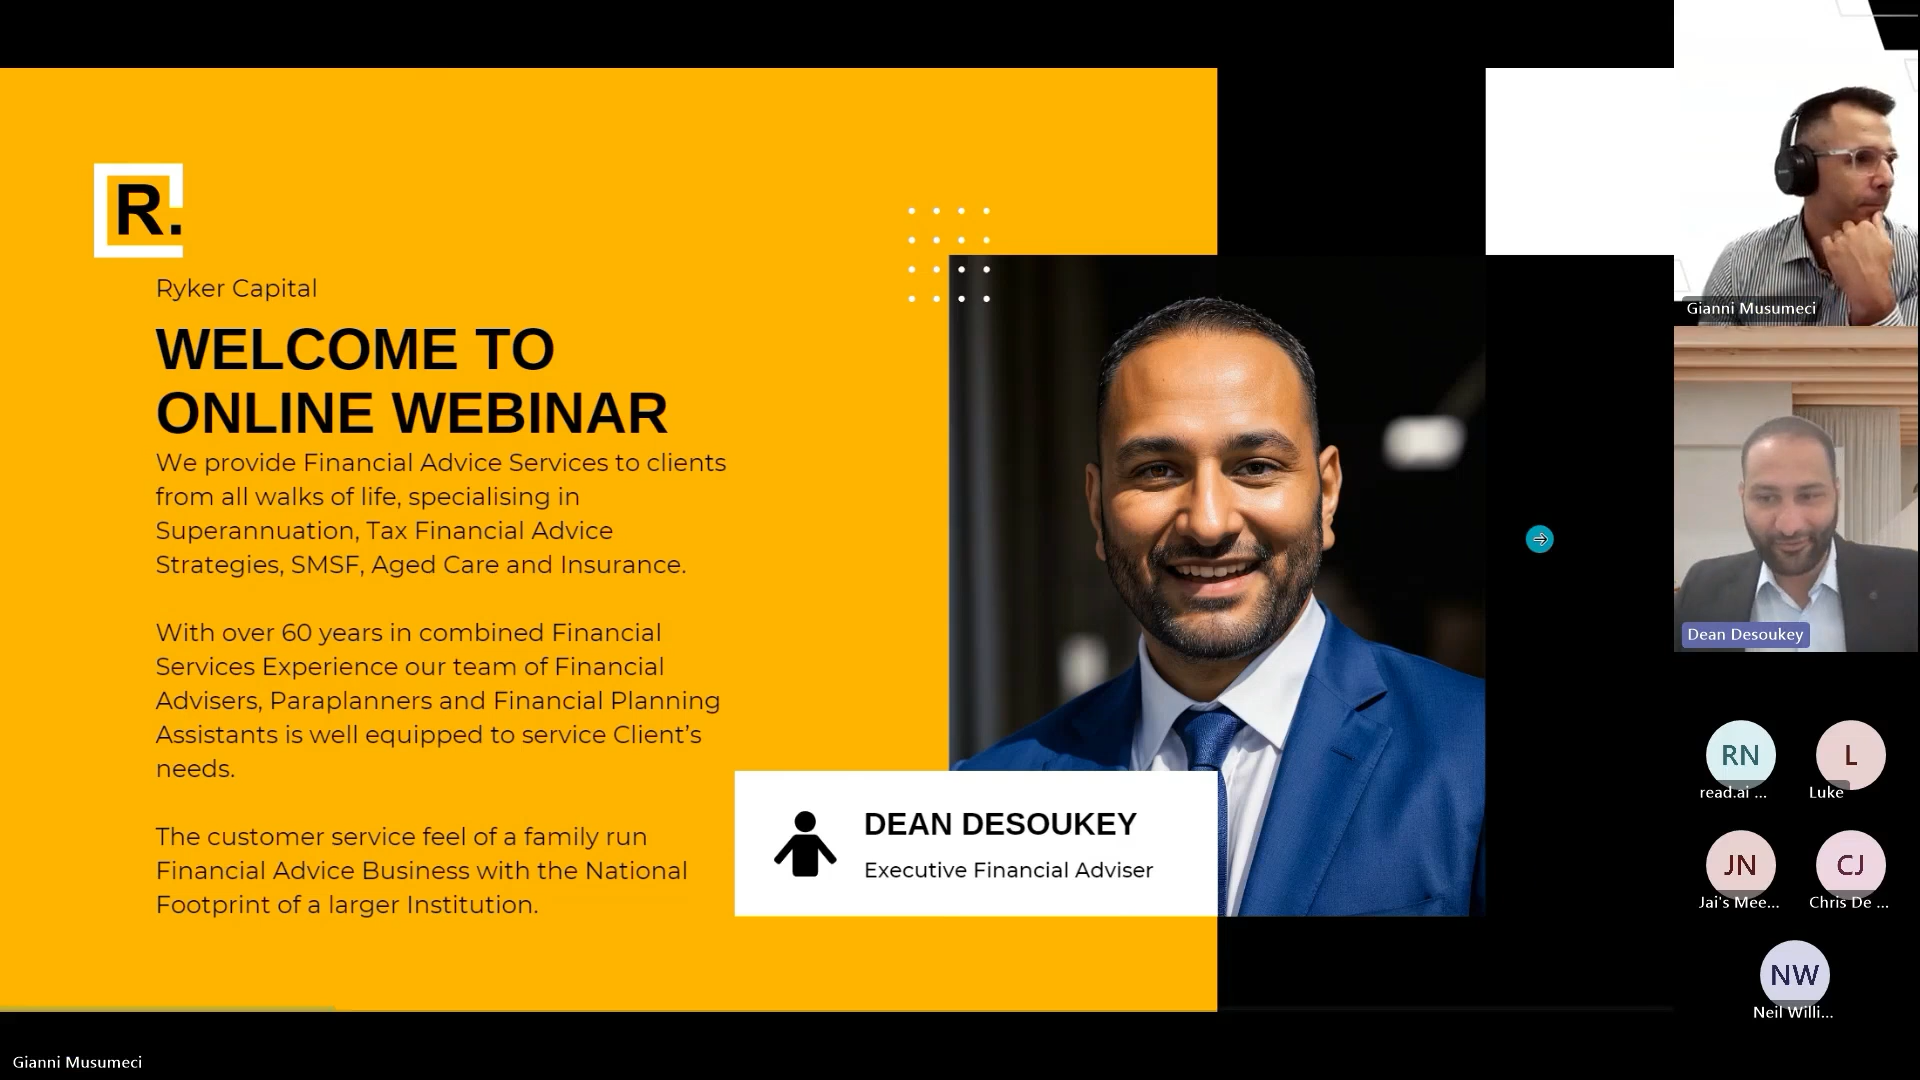 R.
Ryker Capital
WELCOME TO
ONLINE WEBINAR
We provide Financial Advice Services to clients
from all walks of life, specialising in
Superannuation, Tax Financial Advice
Strategies, SMSF, Aged Care and Insurance.
With over 60 years in combined Financial
Services Experience our team of Financial
Advisers, Paraplanners and Financial Planning
Assistants is well equipped to service Client’s
needs.
The customer service feel of a family run
Financial Advice Business with the National
Footprint of a larger Institution.
DEAN DESOUKEY
Executive Financial Adviser
Gianni Musumeci
Dean Desoukey
RN
read.ai ...
L
Luke
JN
Jai's Mee...
CJ
Chris De ...
NW
Neil Willi...
Gianni Musumeci